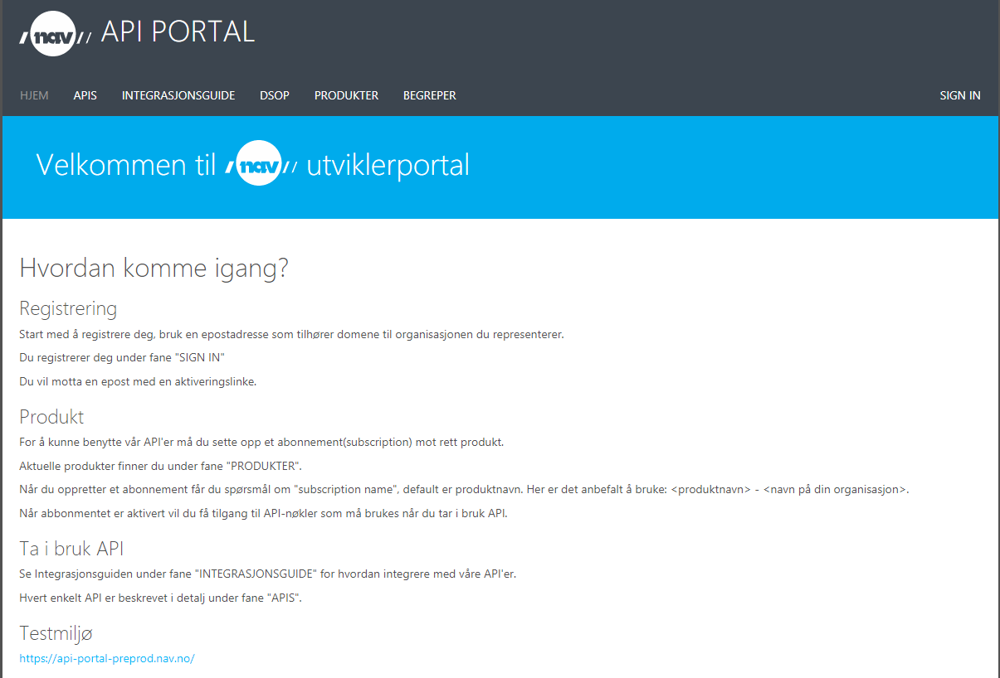 nav API PORTAL
HJEM APIS INTEGRASJONSGUIDE DSOP PRODUKTER BEGREPER SIGN IN
Velkommen til nav utviklerportal
Hvordan komme igang?
Registrering
Start med å registrere deg, bruk en epostadresse som tilhører domene til organisasjonen du representerer.
Du registrerer deg under fane "SIGN IN"
Du vil motta en epost med en aktiveringslinke.
Produkt
For å kunne benytte vår API'er må du sette opp et abonnement(subscription) mot rett produkt.
Aktuelle produkter finner du under fane "PRODUKTER".
Når du oppretter et abonnement får du spørsmål om "subscription name", default er produktnavn. Her er det anbefalt å bruke: <produktnavn> - <navn på din organisasjon>.
Når abbonmentet er aktivert vil du få tilgang til API-nøkler som må brukes når du tar i bruk API.
Ta i bruk API
Se Integrasjonsguiden under fane "INTEGRASJONSGUIDE" for hvordan integrere med våre API'er.
Hvert enkelt API er beskrevet i detalj under fane "APIS".
Testmiljø
https://api-portal-preprod.nav.no/